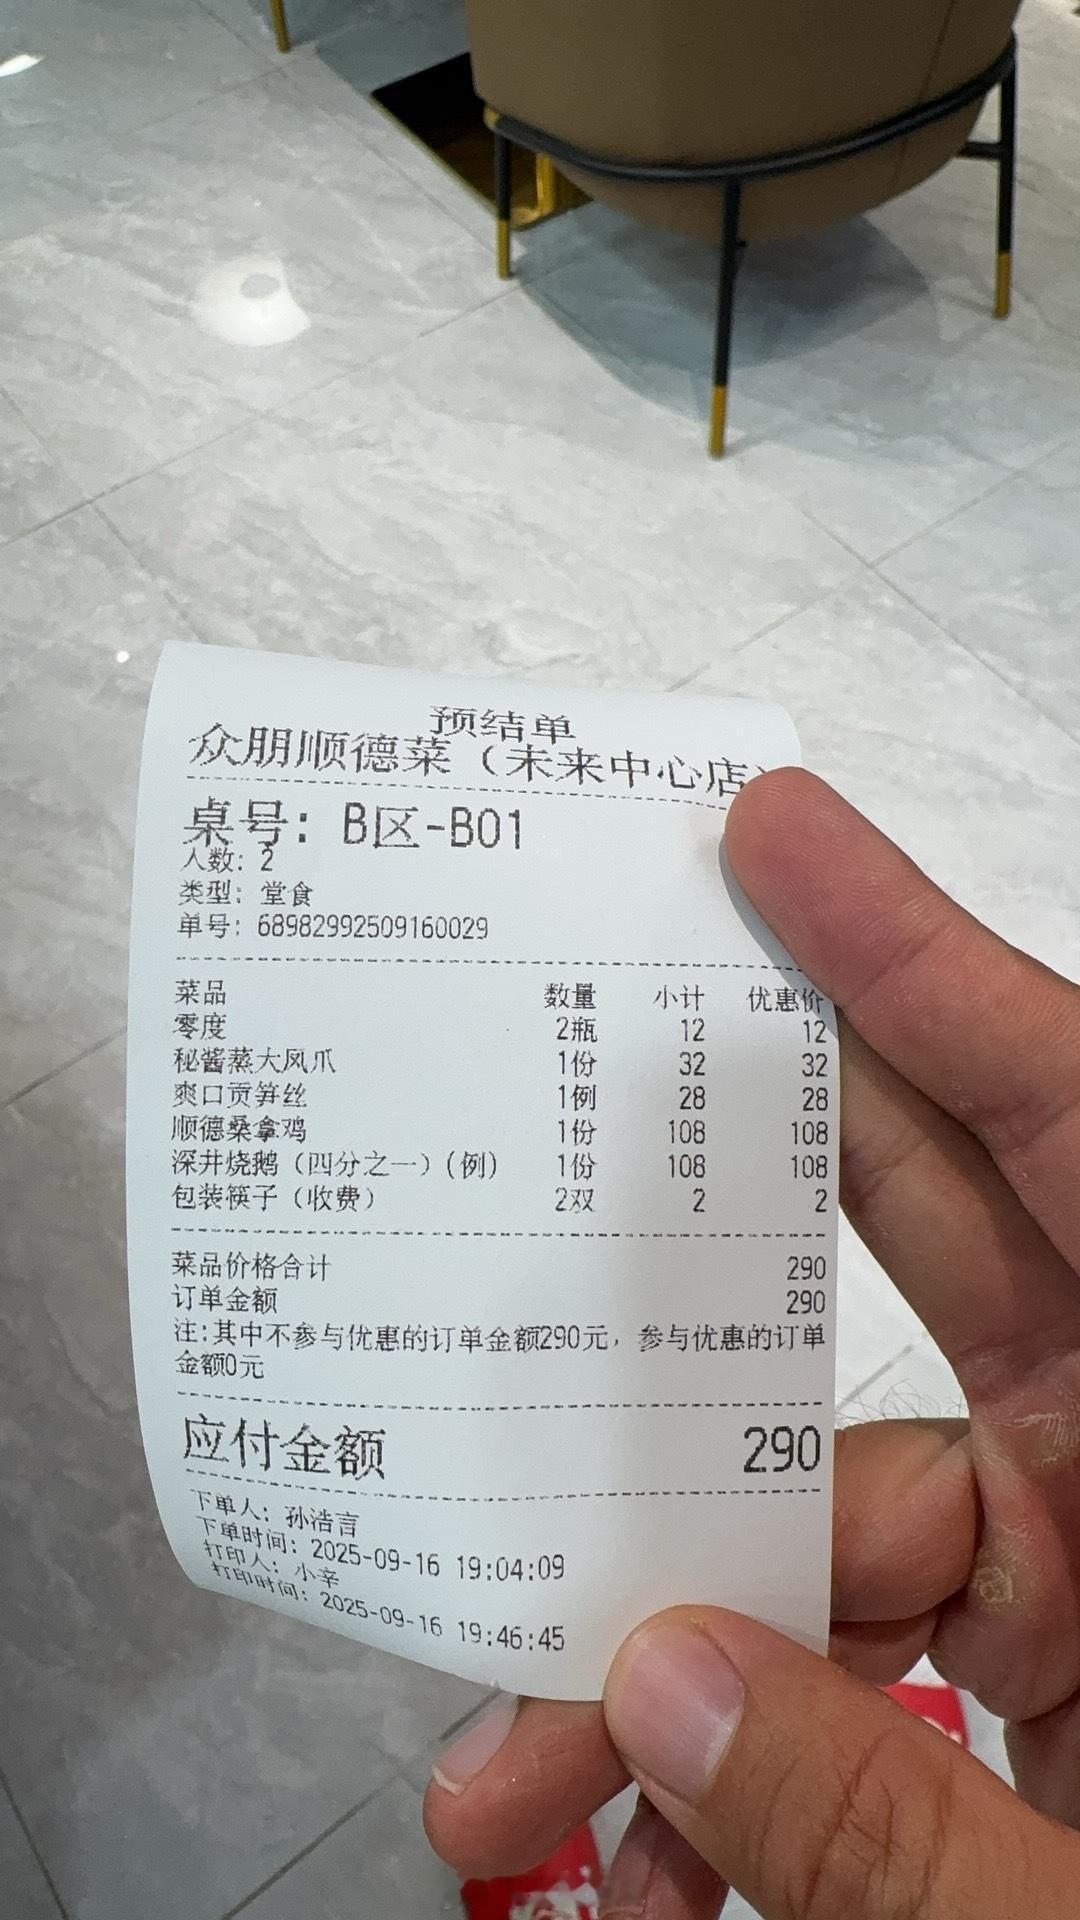 预结单
众朋顺德菜（未来中心店）
桌号: B区-B01
人数: 2
类型: 堂食
单号: 68982992509160029
菜品 数量 小计 优惠价
零度 2瓶 12 12
秘酱蒸大凤爪 1份 32 32
爽口贡笋丝 1例 28 28
顺德桑拿鸡 1份 108 108
深井烧鹅（四分之一）(例) 1份 108 108
包装筷子（收费） 2双 2 2
菜品价格合计 290
订单金额 290
注:其中不参与优惠的订单金额290元，参与优惠的订单
金额0元
应付金额 290
下单人: 孙浩言
下单时间: 2025-09-16 19:04:09
打印人: 小辛
打印时间: 2025-09-16 19:46:45